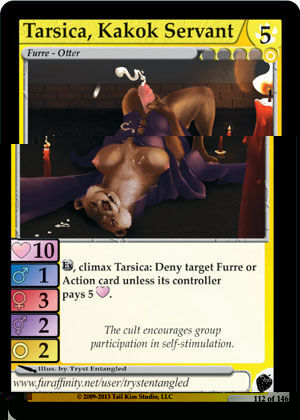 Tarsica, Kakok Servant 5
Furre - Otter
10
1
3
2
2
, climax Tarsica: Deny target Furre or
Action card unless its controller
pays 5 .
The cult encourages group
participation in self-stimulation.
Illus. by Tryst Entangled
www.furaffinity.net/user/trystentangled
© 2009-2013 Tail Kiss Studio, LLC
112 of 146